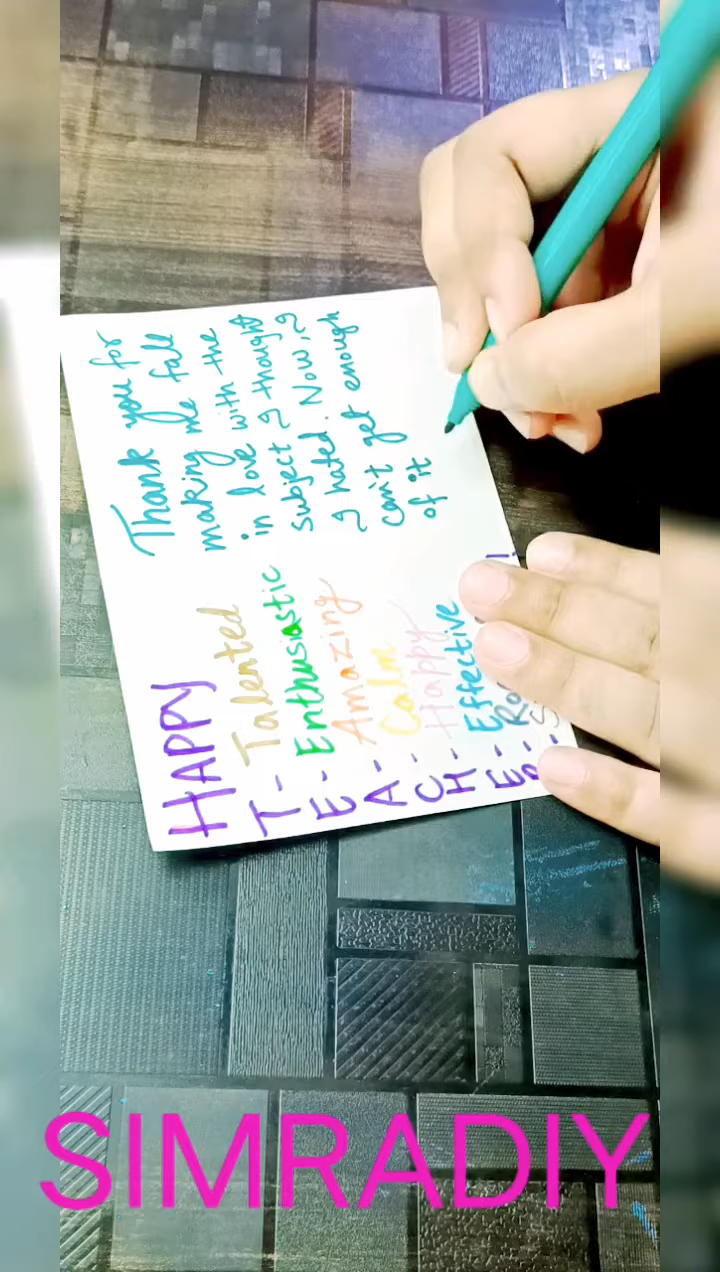 HAPPY
T - Talented
E - Enthusiastic
A - Amazing
C - Calm
H - Happy
E - Effective
R -
Thank you for
making me fall
in love with the
subject I thought
I hated. Now, I
can't get enough
of it
SIMRADIY